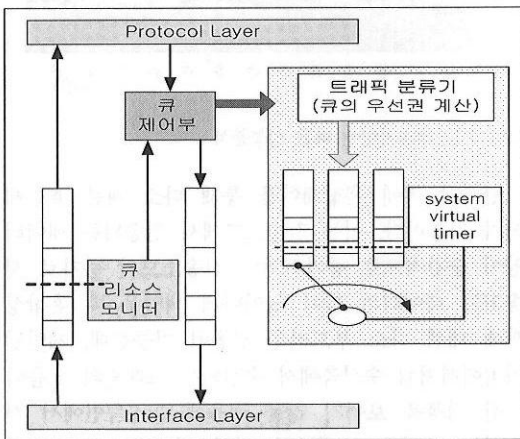 Protocol Layer
큐
제어부
트래픽 분류기
(큐의 우선권 계산)
system
virtual
timer
큐
리소스
모니터
Interface Layer